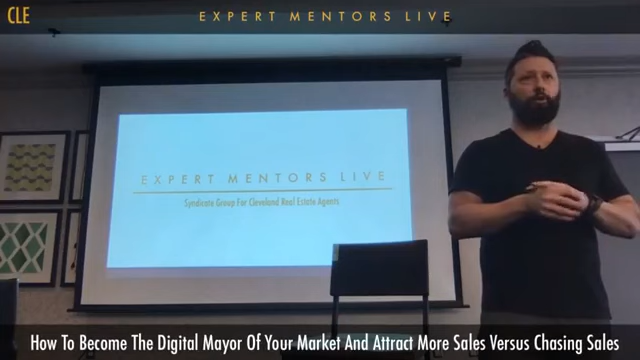 CLE
EXPERT MENTORS LIVE
EXPERT MENTORS LIVE
Syndicate Group For Cleveland Real Estate Agents
How To Become The Digital Mayor Of Your Market And Attract More Sales Versus Chasing Sales